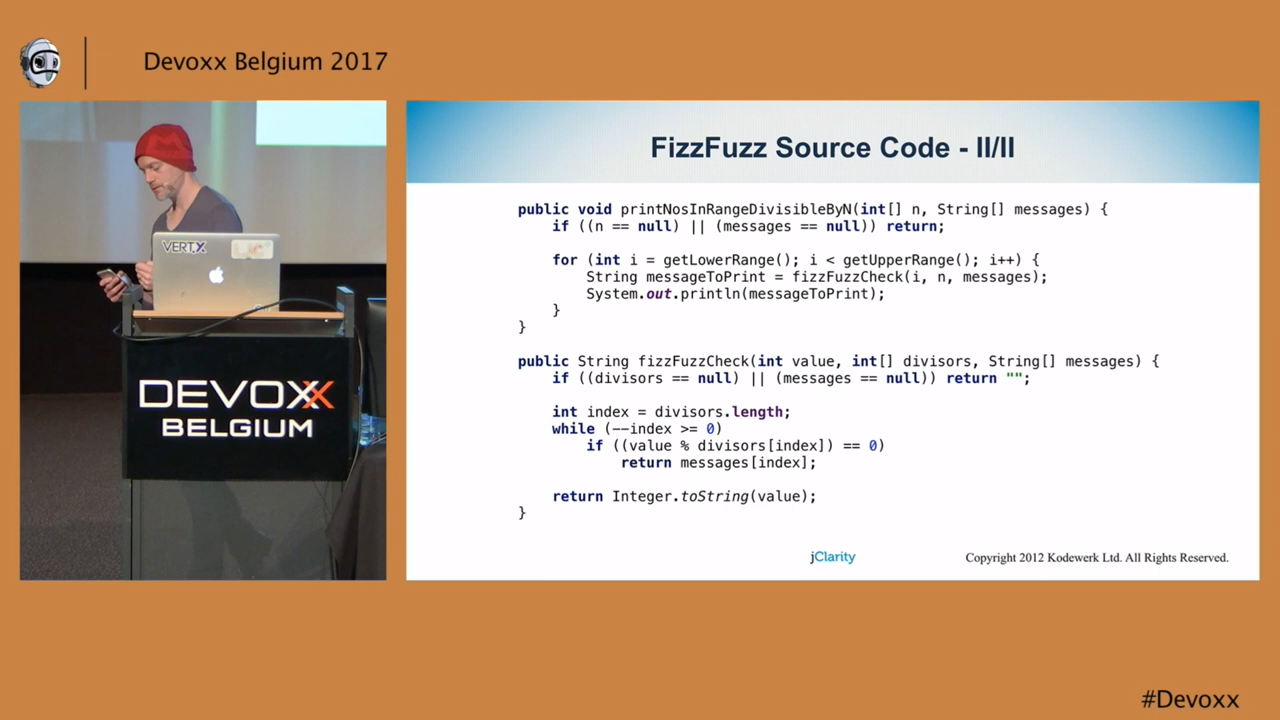 Devoxx Belgium 2017
VERT.X
DEVOXX
BELGIUM
FizzFuzz Source Code - II/II
public void printNosInRangeDivisibleByN(int[] n, String[] messages) {
if ((n == null) || (messages == null)) return;
for (int i = getLowerRange(); i < getUpperRange(); i++) {
String messageToPrint = fizzFuzzCheck(i, n, messages);
System.out.println(messageToPrint);
}
}
public String fizzFuzzCheck(int value, int[] divisors, String[] messages) {
if ((divisors == null) || (messages == null)) return "";
int index = divisors.length;
while (--index >= 0)
if ((value % divisors[index]) == 0)
return messages[index];
return Integer.toString(value);
}
jClarity
Copyright 2012 Kodewerk Ltd. All Rights Reserved.
#Devoxx